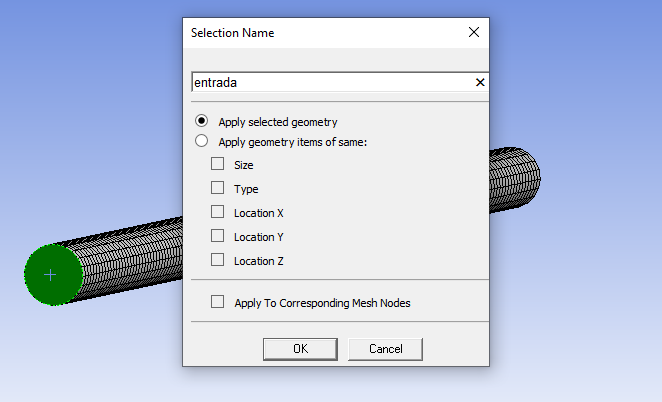 Selection Name
entrada
Apply selected geometry
Apply geometry items of same:
Size
Type
Location X
Location Y
Location Z
Apply To Corresponding Mesh Nodes
OK Cancel